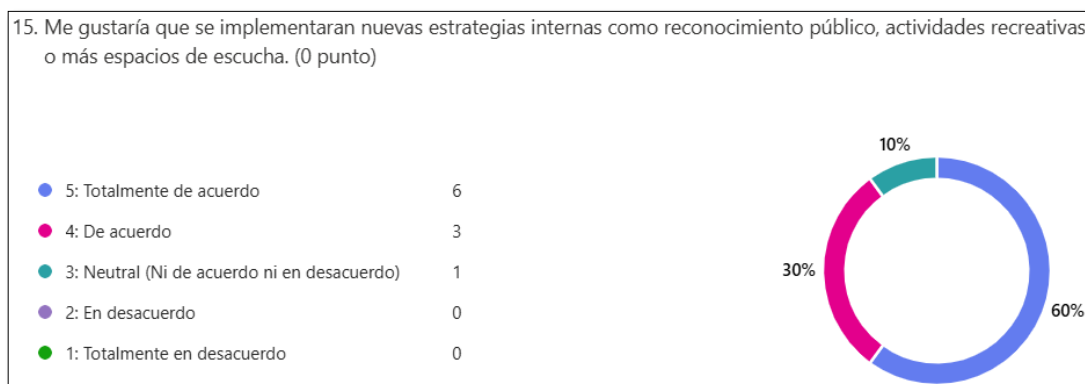 15. Me gustaría que se implementaran nuevas estrategias internas como reconocimiento público, actividades recreativas
o más espacios de escucha. (0 punto)
5: Totalmente de acuerdo 6
4: De acuerdo 3
3: Neutral (Ni de acuerdo ni en desacuerdo) 1
2: En desacuerdo 0
1: Totalmente en desacuerdo 0
10%
30%
60%